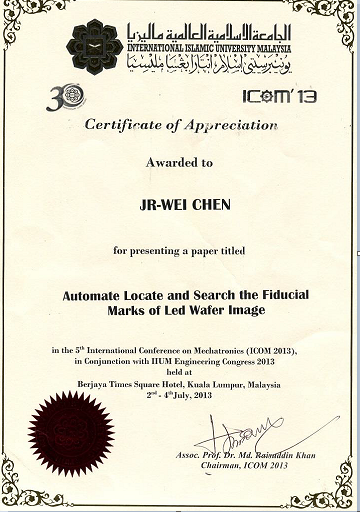 الجامعة الإسلامية العالمية ماليزيا
INTERNATIONAL ISLAMIC UNIVERSITY MALAYSIA
يونيۏرسيتي اسلام انتارابڠسا مليسيا
30
ICOM'13
Certificate of Appreciation
Awarded to
JR-WEI CHEN
for presenting a paper titled
Automate Locate and Search the Fiducial
Marks of Led Wafer Image
in the 5th International Conference on Mechatronics (ICOM 2013),
in Conjunction with IIUM Engineering Congress 2013
held at
Berjaya Times Square Hotel, Kuala Lumpur, Malaysia
2nd - 4th July, 2013
Assoc. Prof. Dr. Md. Raisuddin Khan
Chairman, ICOM 2013